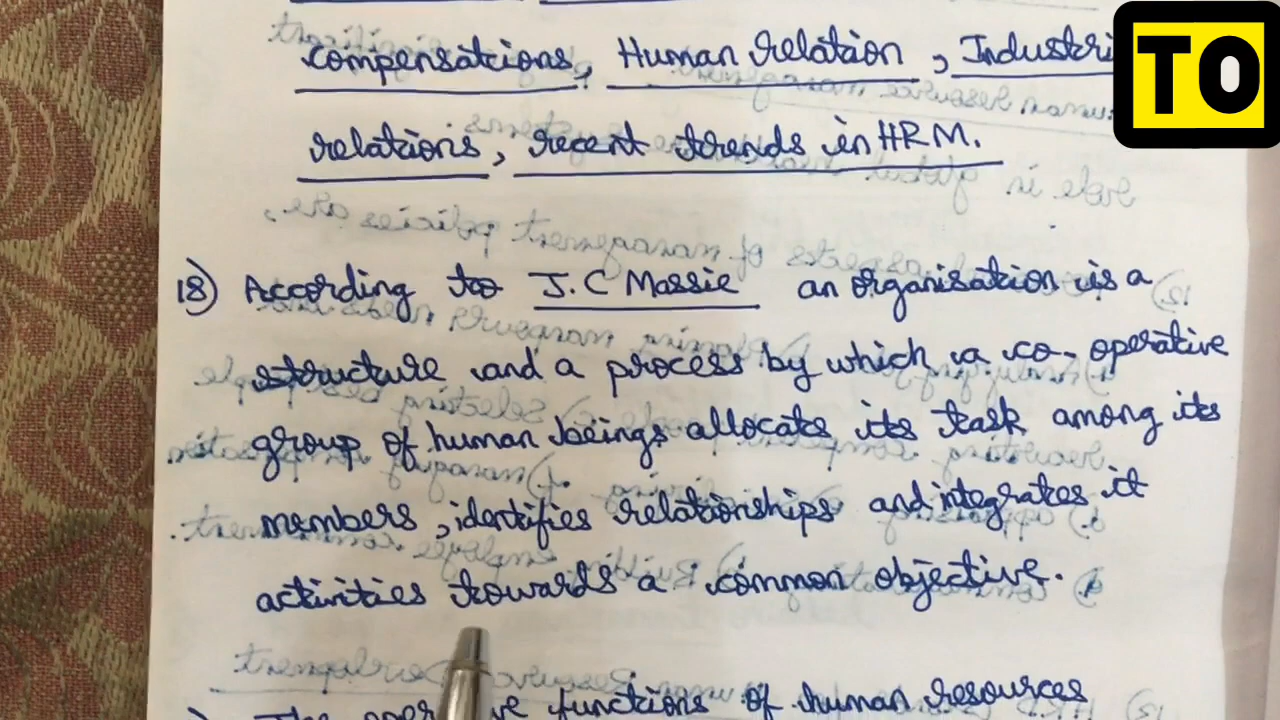 compensations, Human relation, Industri
TO
relations, recent trends in HRM.
18) According to J.C Massie an organisation is a
structure and a process by which a co-operative
group of human beings allocats its task among its
members, identifies relationships and integrates it
activities towards a common objective.
functions of human resources